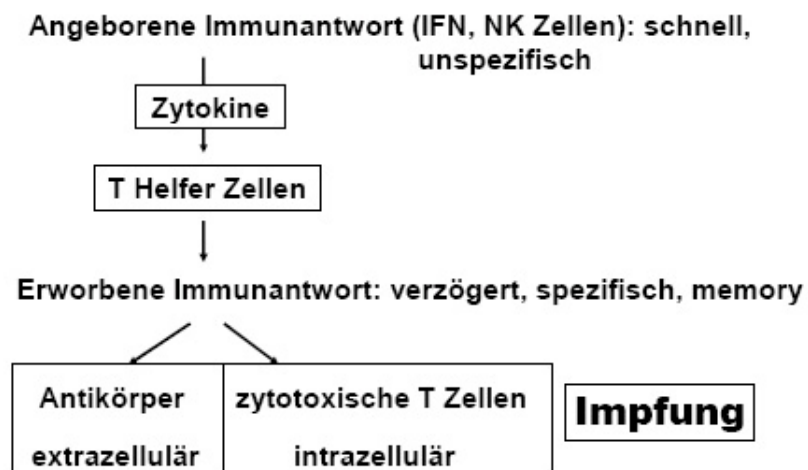 Angeborene Immunantwort (IFN, NK Zellen): schnell,
unspezifisch
Zytokine
T Helfer Zellen
Erworbene Immunantwort: verzögert, spezifisch, memory
Antikörper
extrazellulär
zytotoxische T Zellen
intrazellulär
Impfung